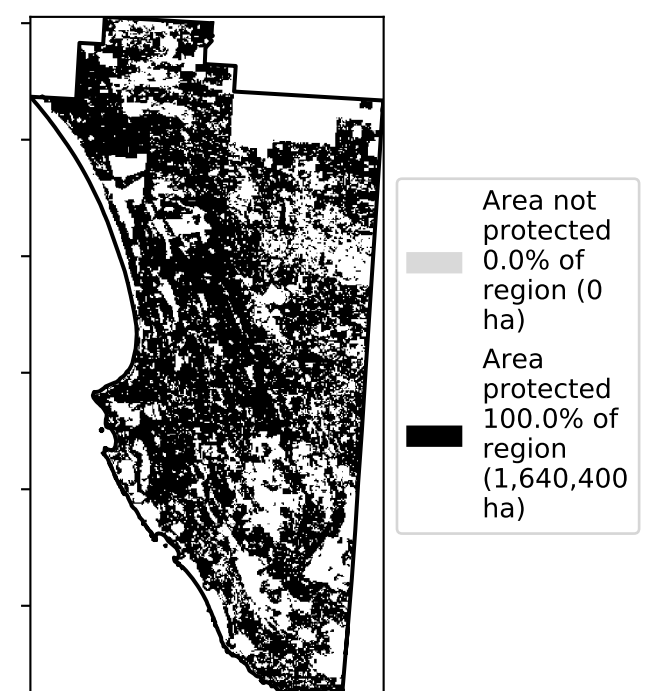 Area not
protected
0.0% of
region (0
ha)
Area
protected
100.0% of
region
(1,640,400
ha)